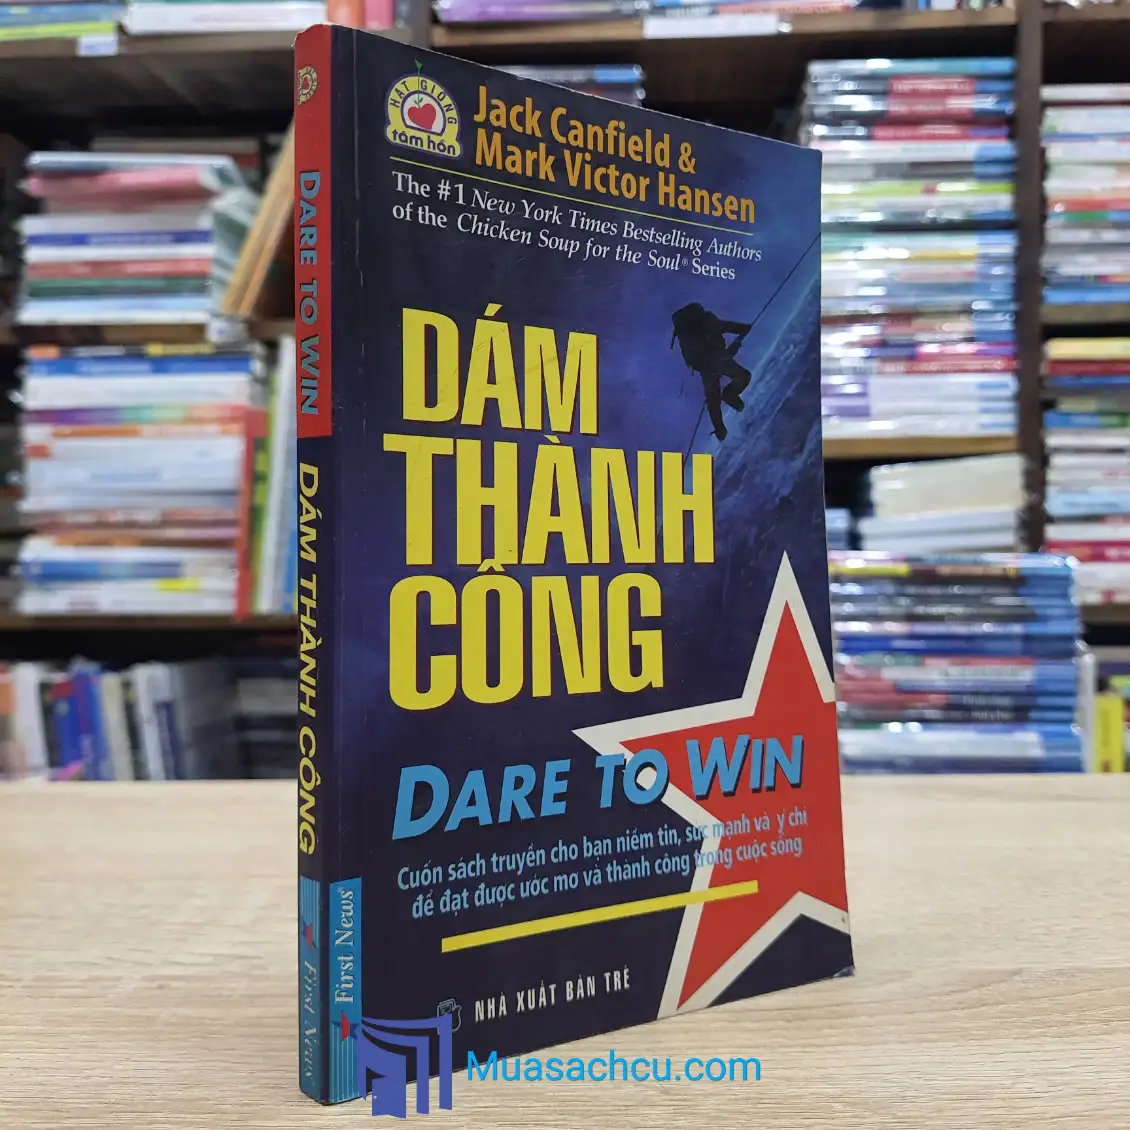 HẠT GIỐNG
tâm hồn
Jack Canfield &
Mark Victor Hansen
The #1 New York Times Bestselling Authors
of the Chicken Soup for the Soul® Series
DÁM
THÀNH
CÔNG
DARE TO WIN
Cuốn sách truyền cho bạn niềm tin, sức mạnh và ý chí
để đạt được ước mơ và thành công trong cuộc sống
NHÀ XUẤT BẢN TRẺ
First News®
DARE TO WIN
DÁM THÀNH CÔNG
First News
Muasachcu.com